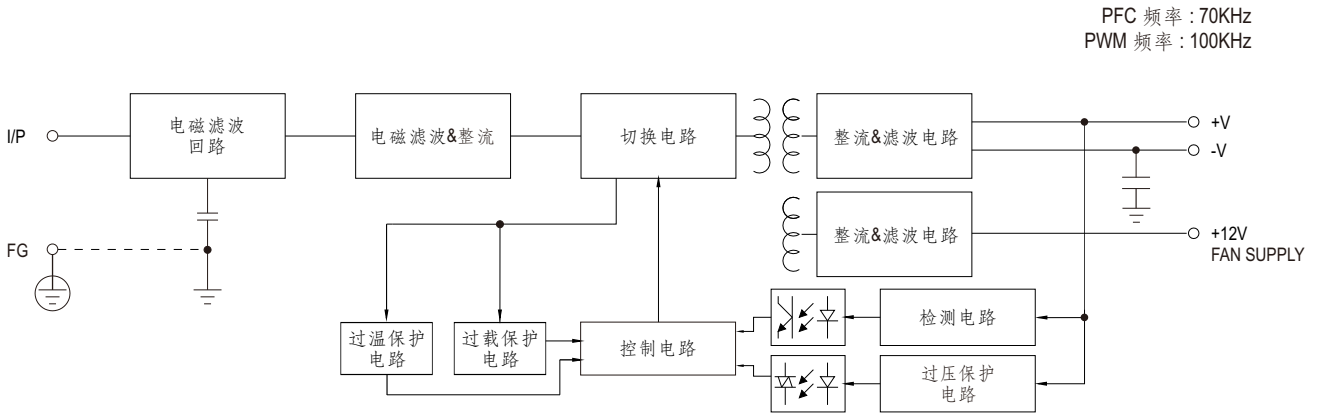 PFC 频率 : 70KHz
PWM 频率 : 100KHz
I/P
电磁滤波
回路
电磁滤波&整流
切换电路
整流&滤波电路
+V
-V
FG
整流&滤波电路
+12V
FAN SUPPLY
过温保护
电路
过载保护
电路
控制电路
检测电路
过压保护
电路